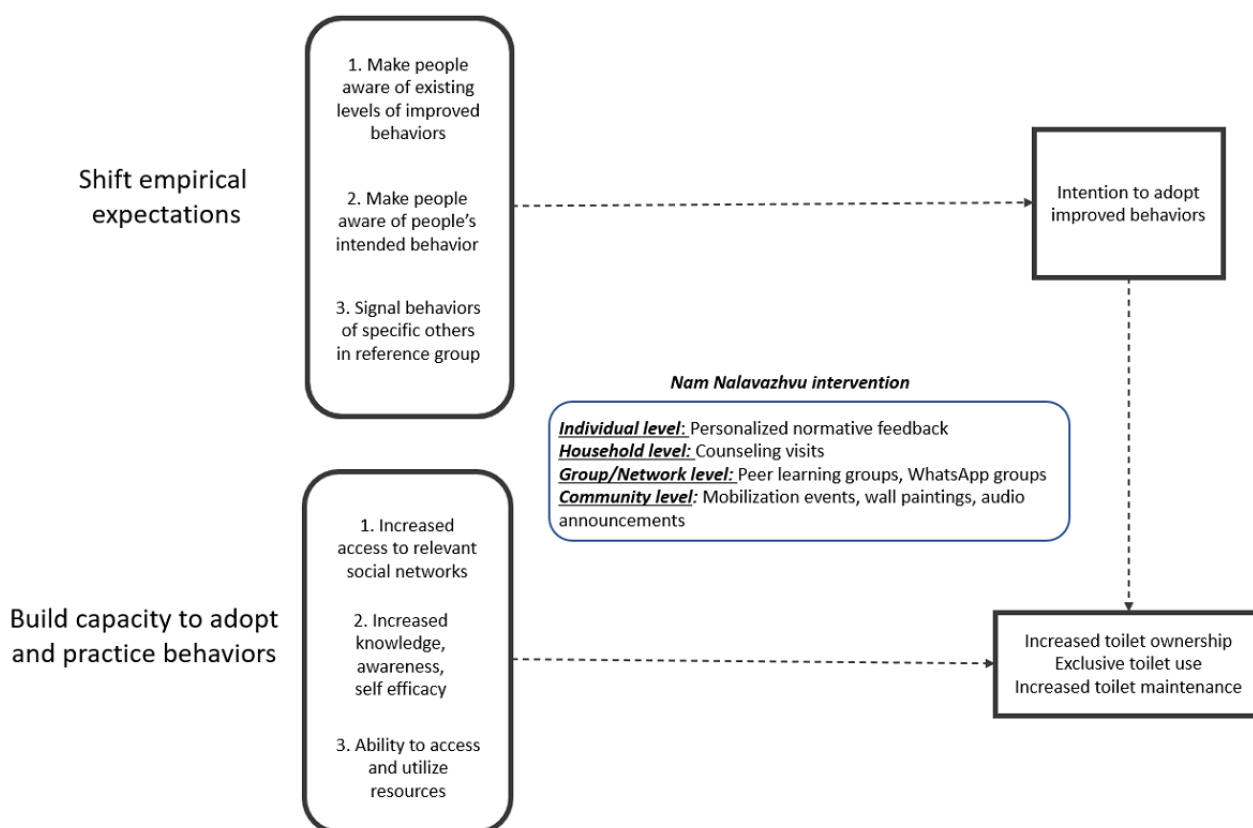 Shift empirical
expectations
1. Make people
aware of existing
levels of improved
behaviors
2. Make people
aware of people’s
intended behavior
3. Signal behaviors
of specific others
in reference group
Intention to adopt
improved behaviors
Nam Nalavazhvu intervention
Individual level: Personalized normative feedback
Household level: Counseling visits
Group/Network level: Peer learning groups, WhatsApp groups
Community level: Mobilization events, wall paintings, audio
announcements
Build capacity to adopt
and practice behaviors
1. Increased
access to relevant
social networks
2. Increased
knowledge,
awareness,
self efficacy
3. Ability to access
and utilize
resources
Increased toilet ownership
Exclusive toilet use
Increased toilet maintenance